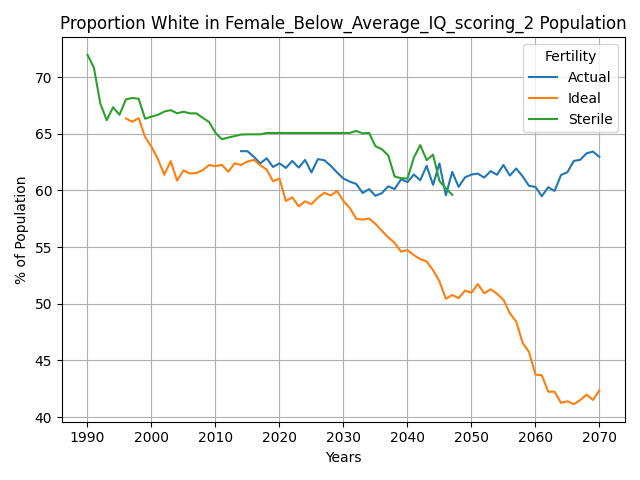 Proportion White in Female_Below_Average_IQ_scoring_2 Population
Fertility
Actual
Ideal
Sterile
% of Population
70
65
60
55
50
45
40
1990 2000 2010 2020 2030 2040 2050 2060 2070
Years